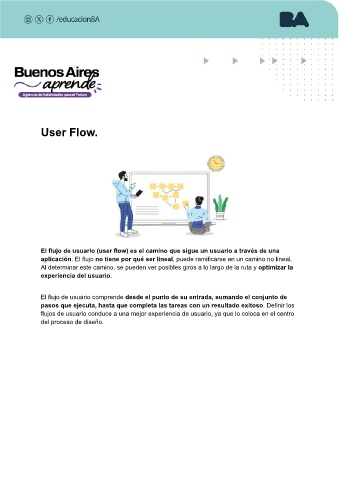 /educacionBA
BA
Buenos Aires
aprende
Agencia de Habilidades para el Futuro
User Flow.
El flujo de usuario (user flow) es el camino que sigue un usuario a través de una
aplicación. El flujo no tiene por qué ser lineal, puede ramificarse en un camino no lineal.
Al determinar este camino, se pueden ver posibles giros a lo largo de la ruta y optimizar la
experiencia del usuario.
El flujo de usuario comprende desde el punto de su entrada, sumando el conjunto de
pasos que ejecuta, hasta que completa las tareas con un resultado exitoso. Definir los
flujos de usuario conduce a una mejor experiencia de usuario, ya que lo coloca en el centro
del proceso de diseño.